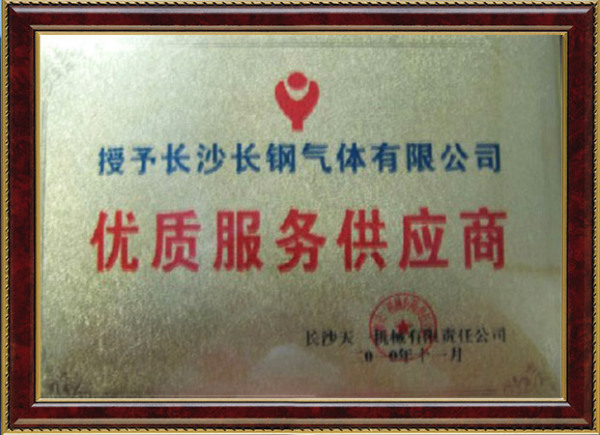 授予长沙长钢气体有限公司
优质服务供应商
长沙天 机械有限责任公司
年十一月